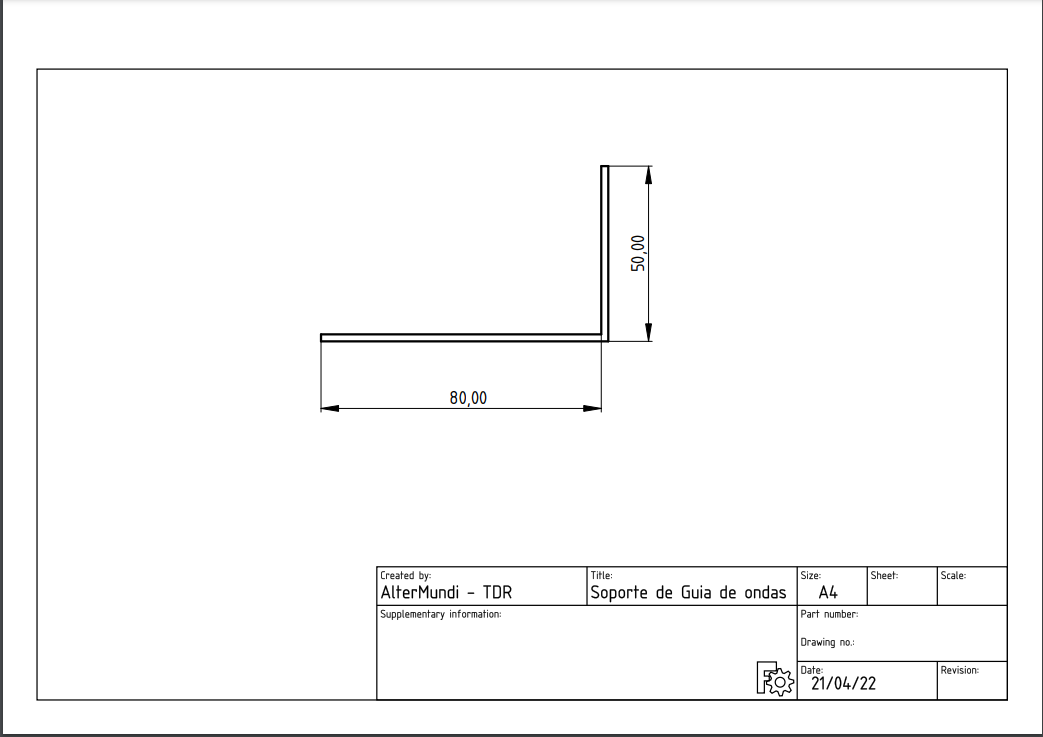 50,00
80,00
Created by:
AlterMundi - TDR
Title:
Soporte de Guia de ondas
Size:
A4
Sheet:
Scale:
Supplementary information:
Part number:
Drawing no.:
Date:
21/04/22
Revision: